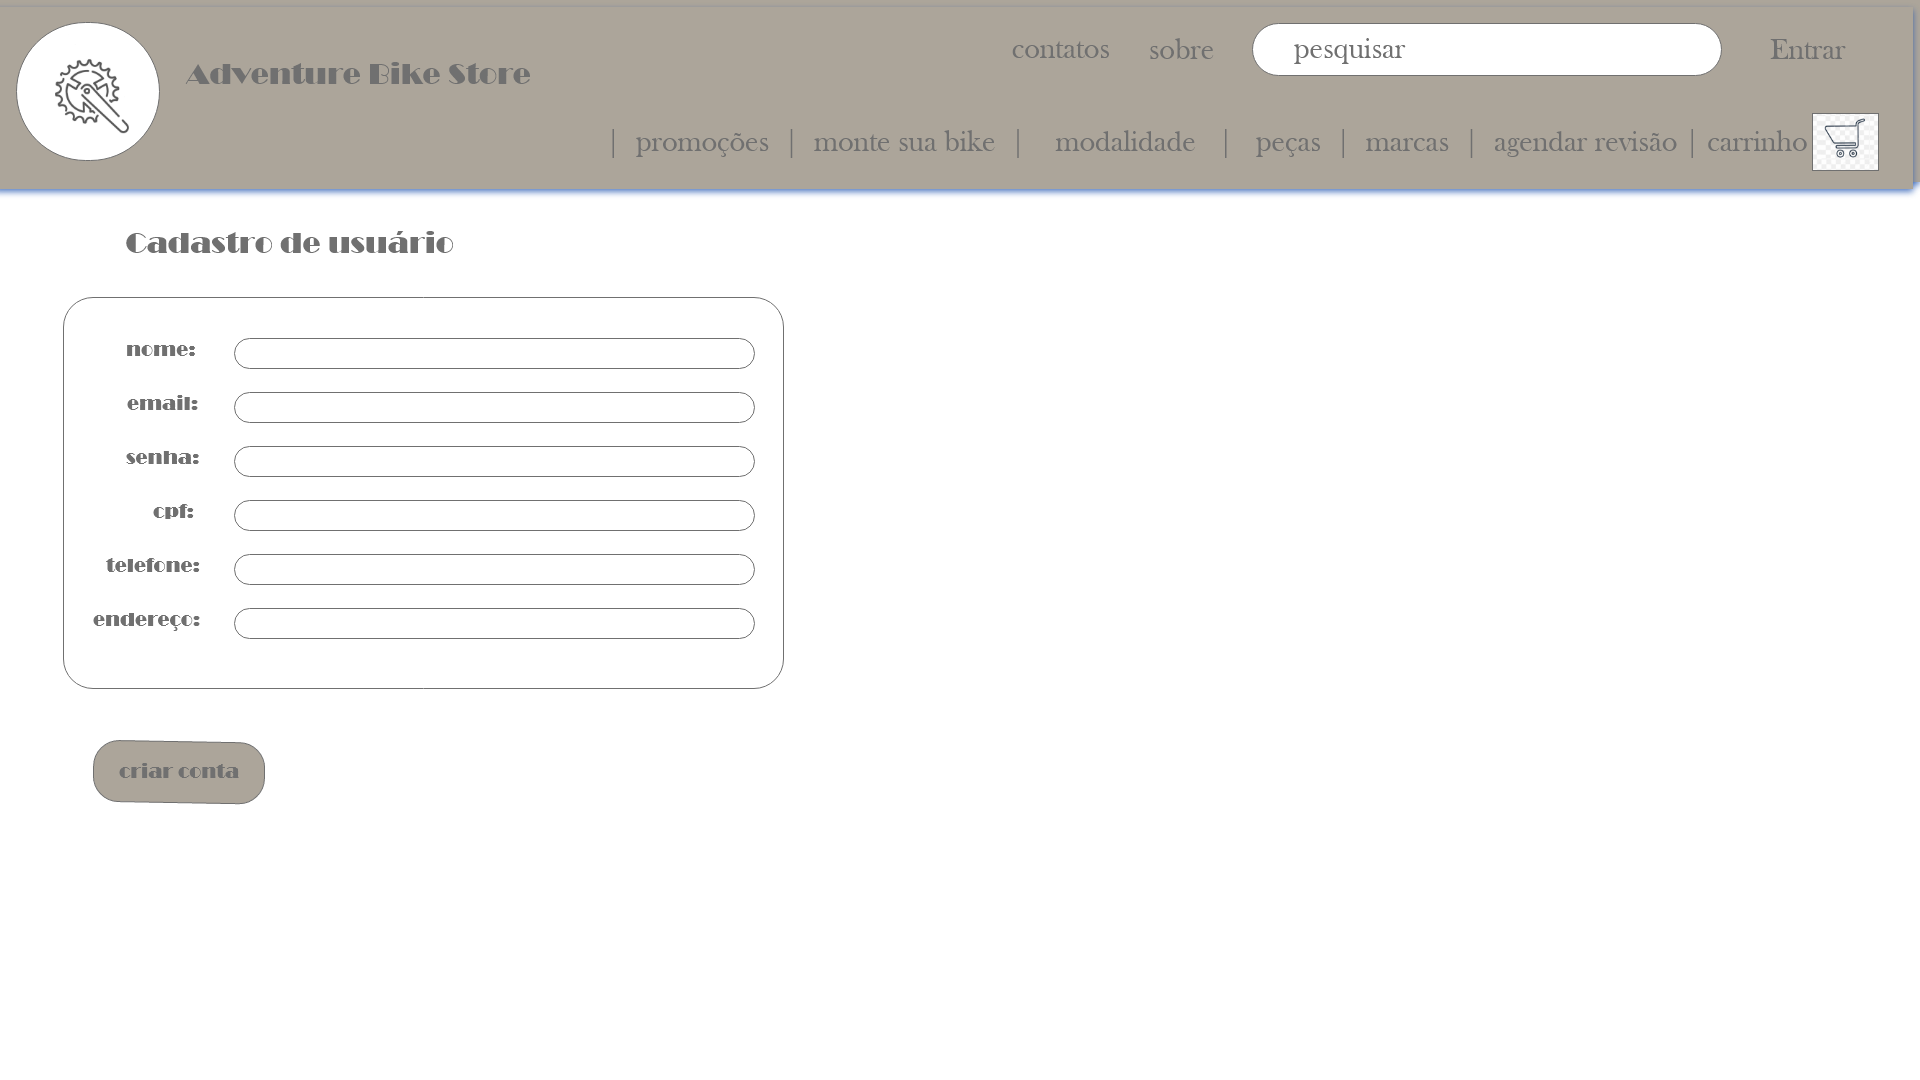 contatos sobre pesquisar Entrar
Adventure Bike Store
| promoções | monte sua bike | modalidade | peças | marcas | agendar revisão | carrinho
Cadastro de usuário
nome:
email:
senha:
cpf:
telefone:
endereço:
criar conta